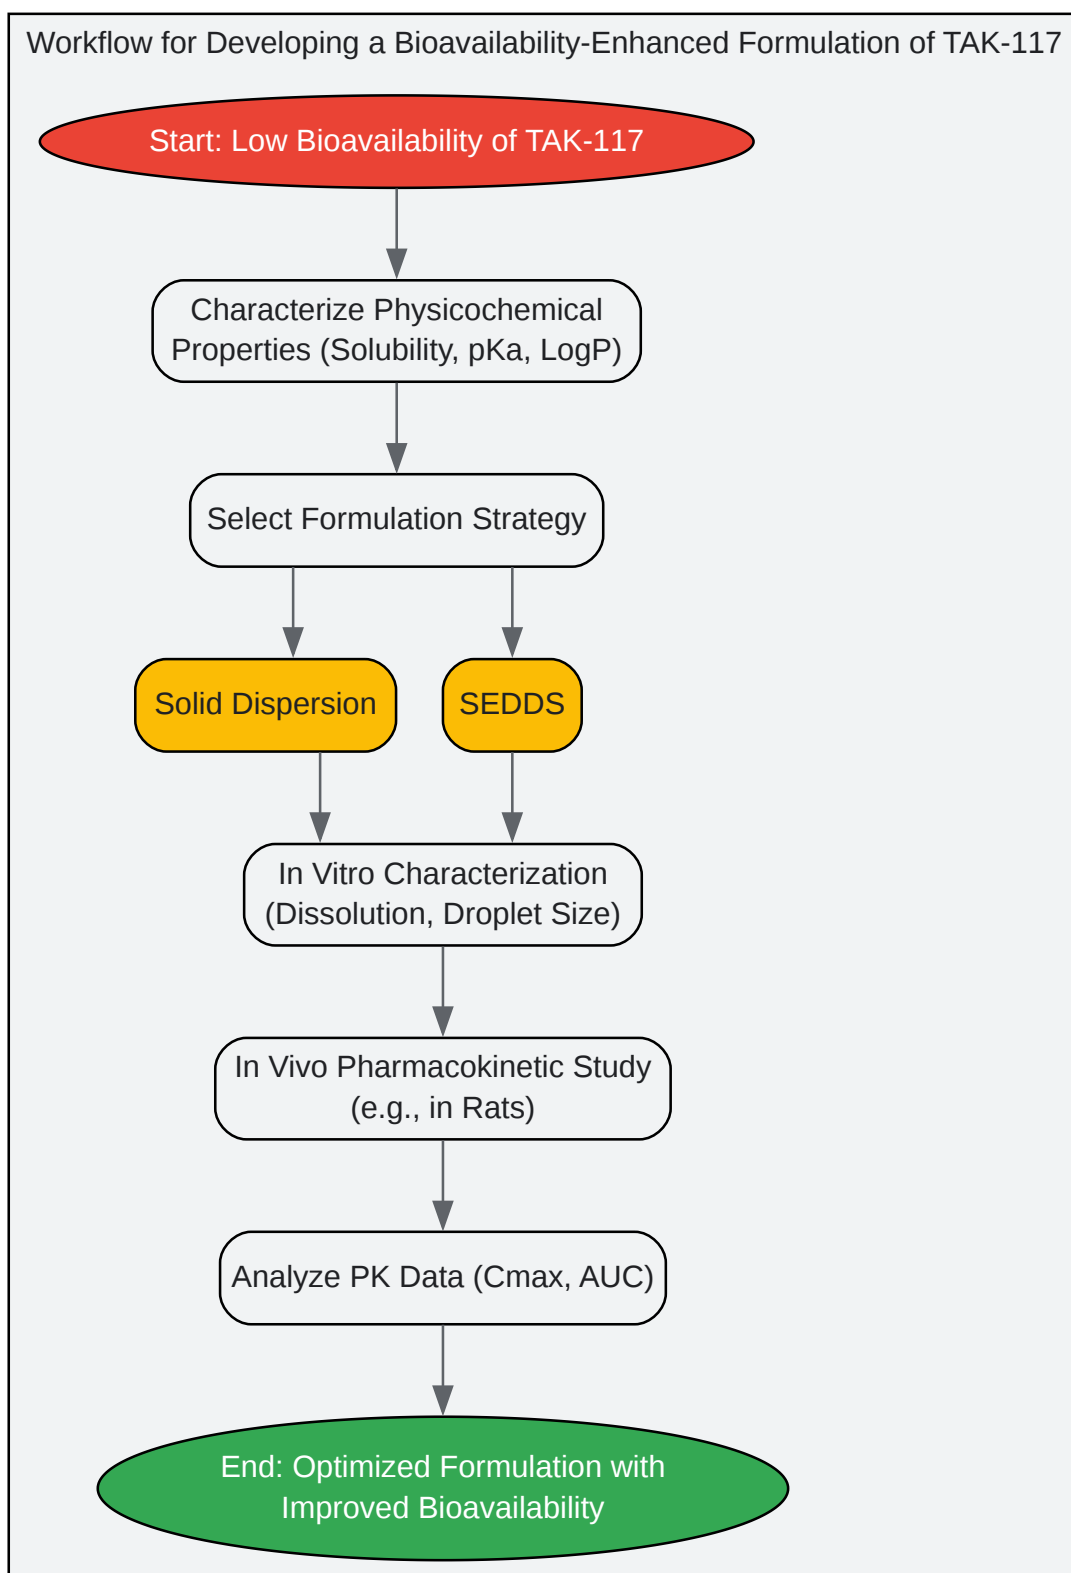 Workflow for Developing a Bioavailability-Enhanced Formulation of TAK-117
Start: Low Bioavailability of TAK-117
Characterize Physicochemical
Properties (Solubility, pKa, LogP)
Select Formulation Strategy
Solid Dispersion
SEDDS
In Vitro Characterization
(Dissolution, Droplet Size)
In Vivo Pharmacokinetic Study
(e.g., in Rats)
Analyze PK Data (Cmax, AUC)
End: Optimized Formulation with
Improved Bioavailability